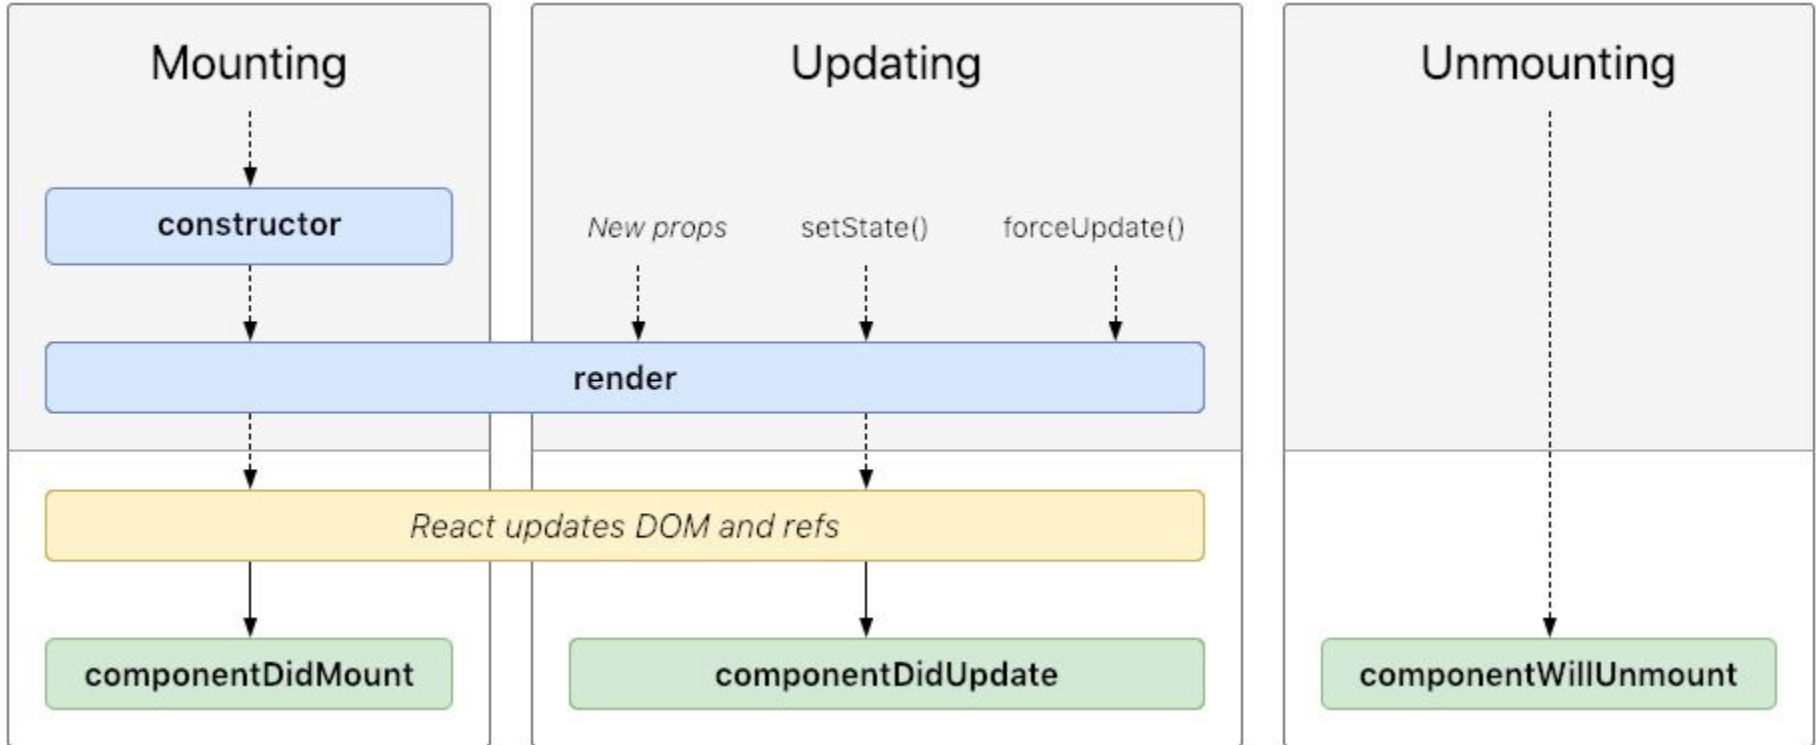 Mounting
Updating
Unmounting
constructor
New props
setState()
forceUpdate()
render
React updates DOM and refs
componentDidMount
componentDidUpdate
componentWillUnmount